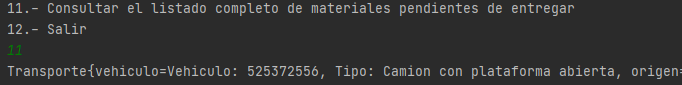 11.- Consultar el listado completo de materiales pendientes de entregar
12.- Salir
11
Transporte{vehiculo=Vehiculo: 525372556, Tipo: Camion con plataforma abierta, origen=